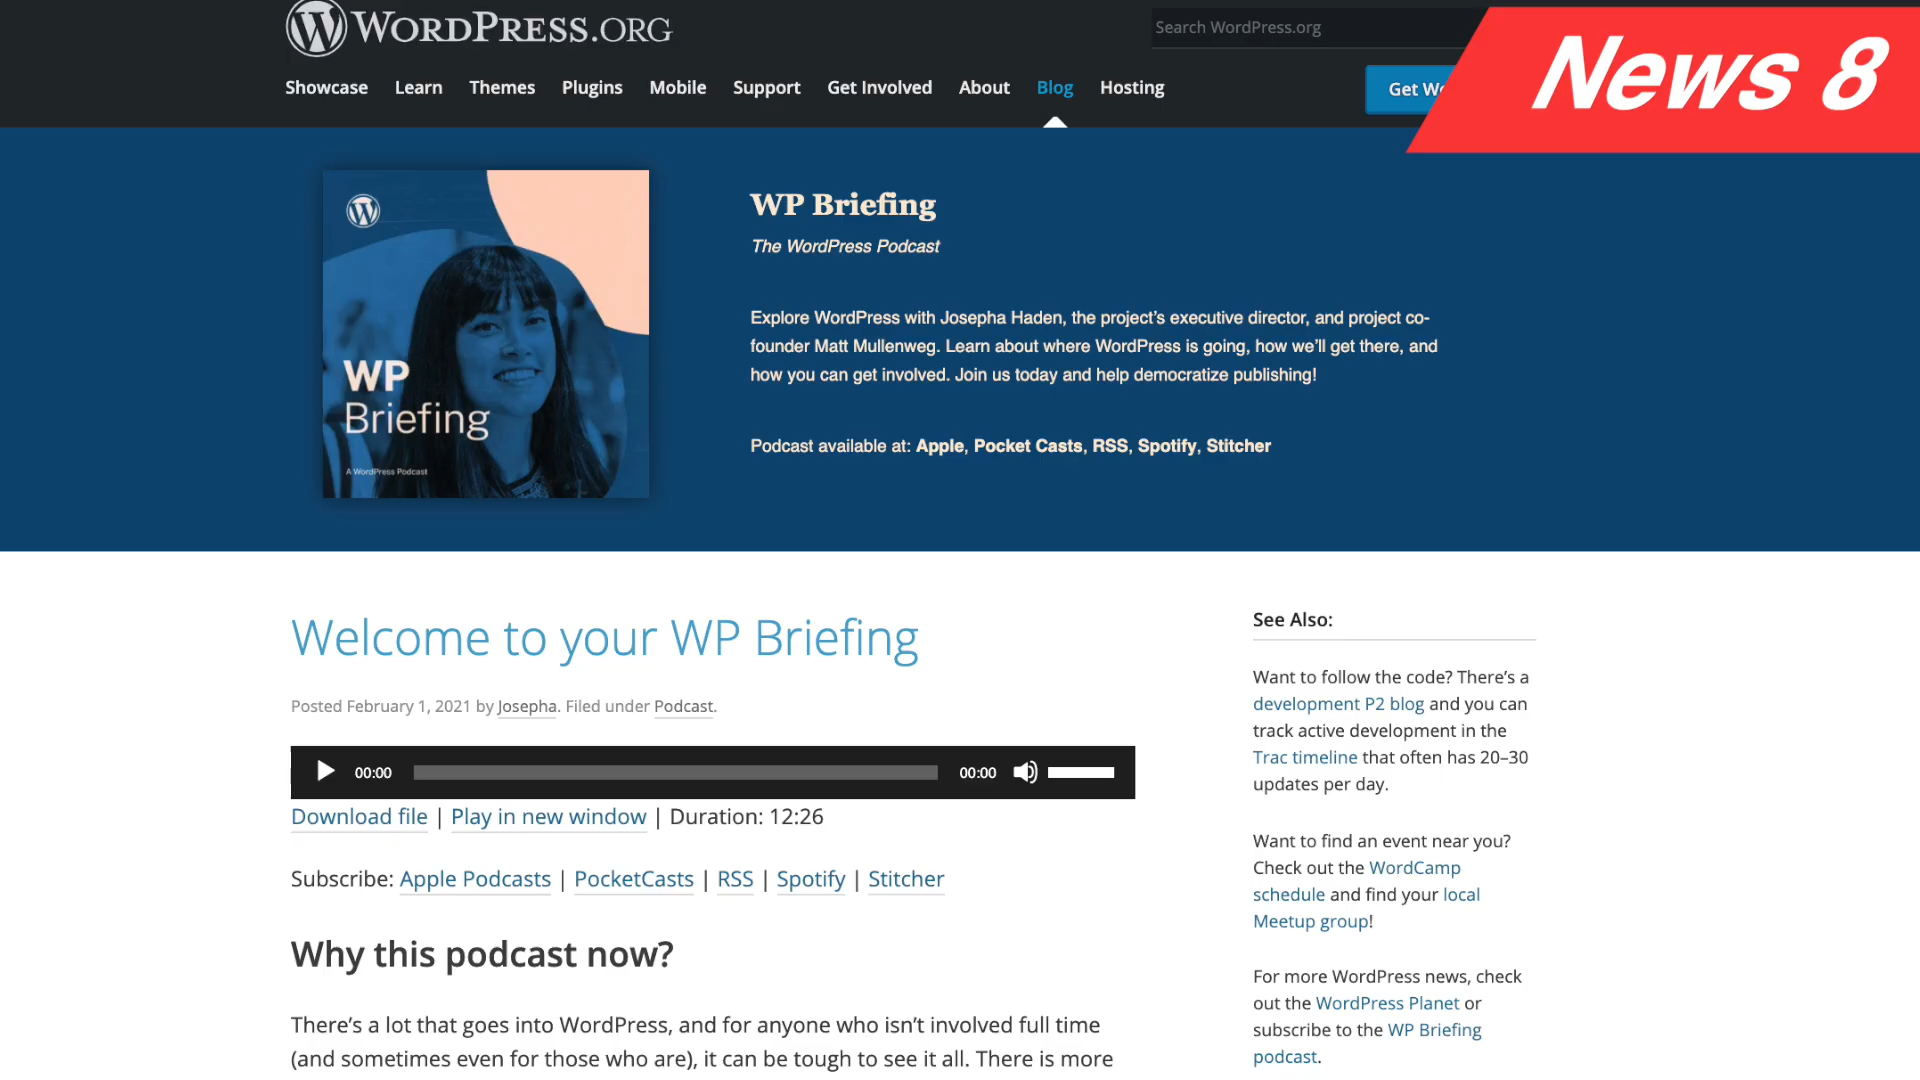 WORDPRESS.ORG
Search WordPress.org
News 8
Showcase Learn Themes Plugins Mobile Support Get Involved About Blog Hosting
Get Wo
WP Briefing
A WordPress Podcast
WP Briefing
The WordPress Podcast
Explore WordPress with Josepha Haden, the project's executive director, and project co-
founder Matt Mullenweg. Learn about where WordPress is going, how we'll get there, and
how you can get involved. Join us today and help democratize publishing!
Podcast available at: Apple, Pocket Casts, RSS, Spotify, Stitcher
Welcome to your WP Briefing
Posted February 1, 2021 by Josepha. Filed under Podcast.
00:00 00:00
Download file | Play in new window | Duration: 12:26
Subscribe: Apple Podcasts | PocketCasts | RSS | Spotify | Stitcher
Why this podcast now?
There's a lot that goes into WordPress, and for anyone who isn't involved full time
(and sometimes even for those who are), it can be tough to see it all. There is more
See Also:
Want to follow the code? There's a
development P2 blog and you can
track active development in the
Trac timeline that often has 20–30
updates per day.
Want to find an event near you?
Check out the WordCamp
schedule and find your local
Meetup group!
For more WordPress news, check
out the WordPress Planet or
subscribe to the WP Briefing
podcast.